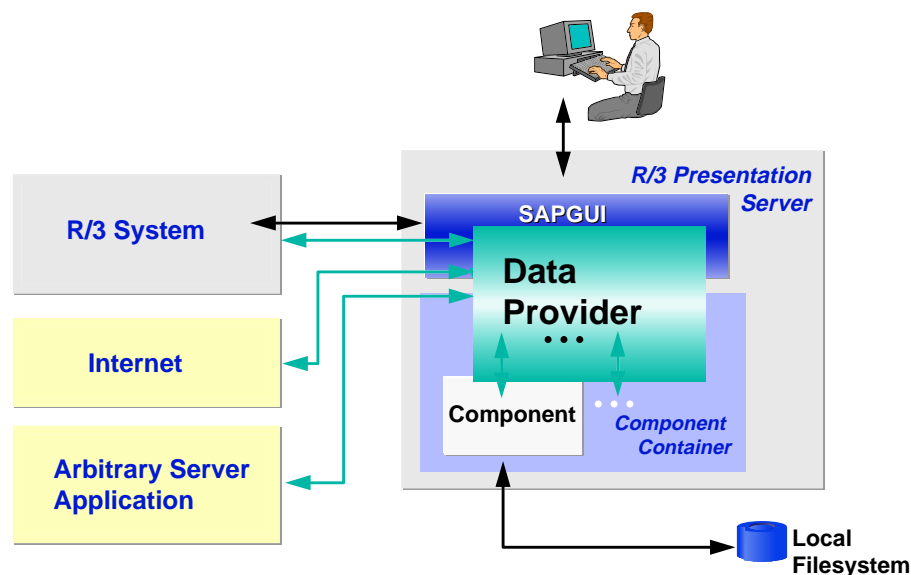 R/3 Presentation
Server
R/3 System
SAPGUI
Data
Provider
...
Internet
Component
...
Component
Container
Arbitrary Server
Application
Local
Filesystem